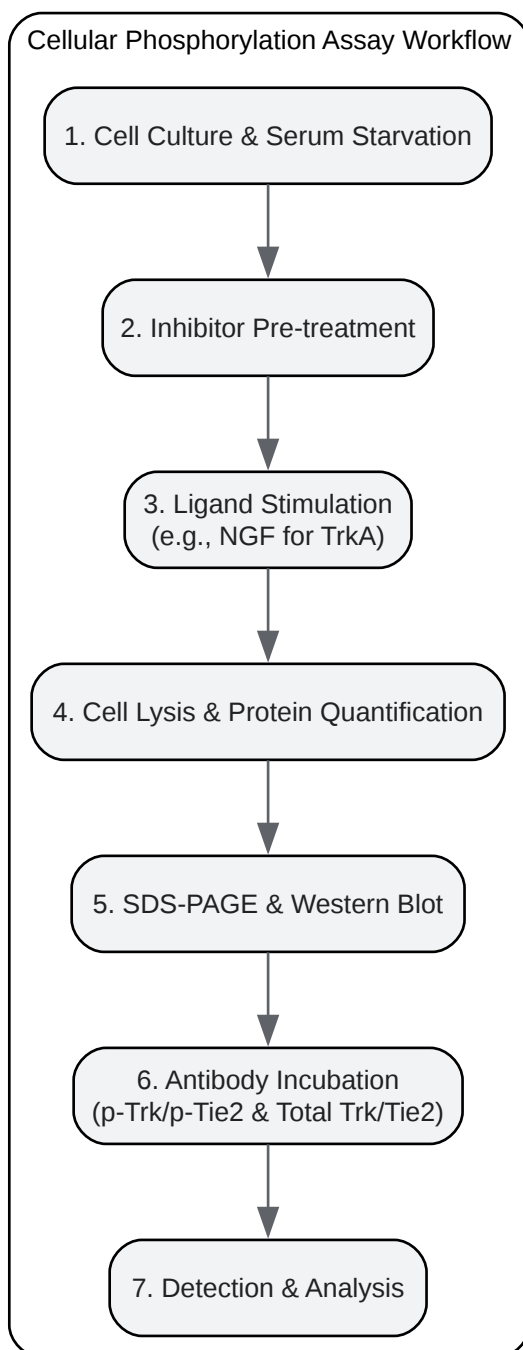 Cellular Phosphorylation Assay Workflow
1. Cell Culture & Serum Starvation
2. Inhibitor Pre-treatment
3. Ligand Stimulation
(e.g., NGF for TrkA)
4. Cell Lysis & Protein Quantification
5. SDS-PAGE & Western Blot
6. Antibody Incubation
(p-Trk/p-Tie2 & Total Trk/Tie2)
7. Detection & Analysis